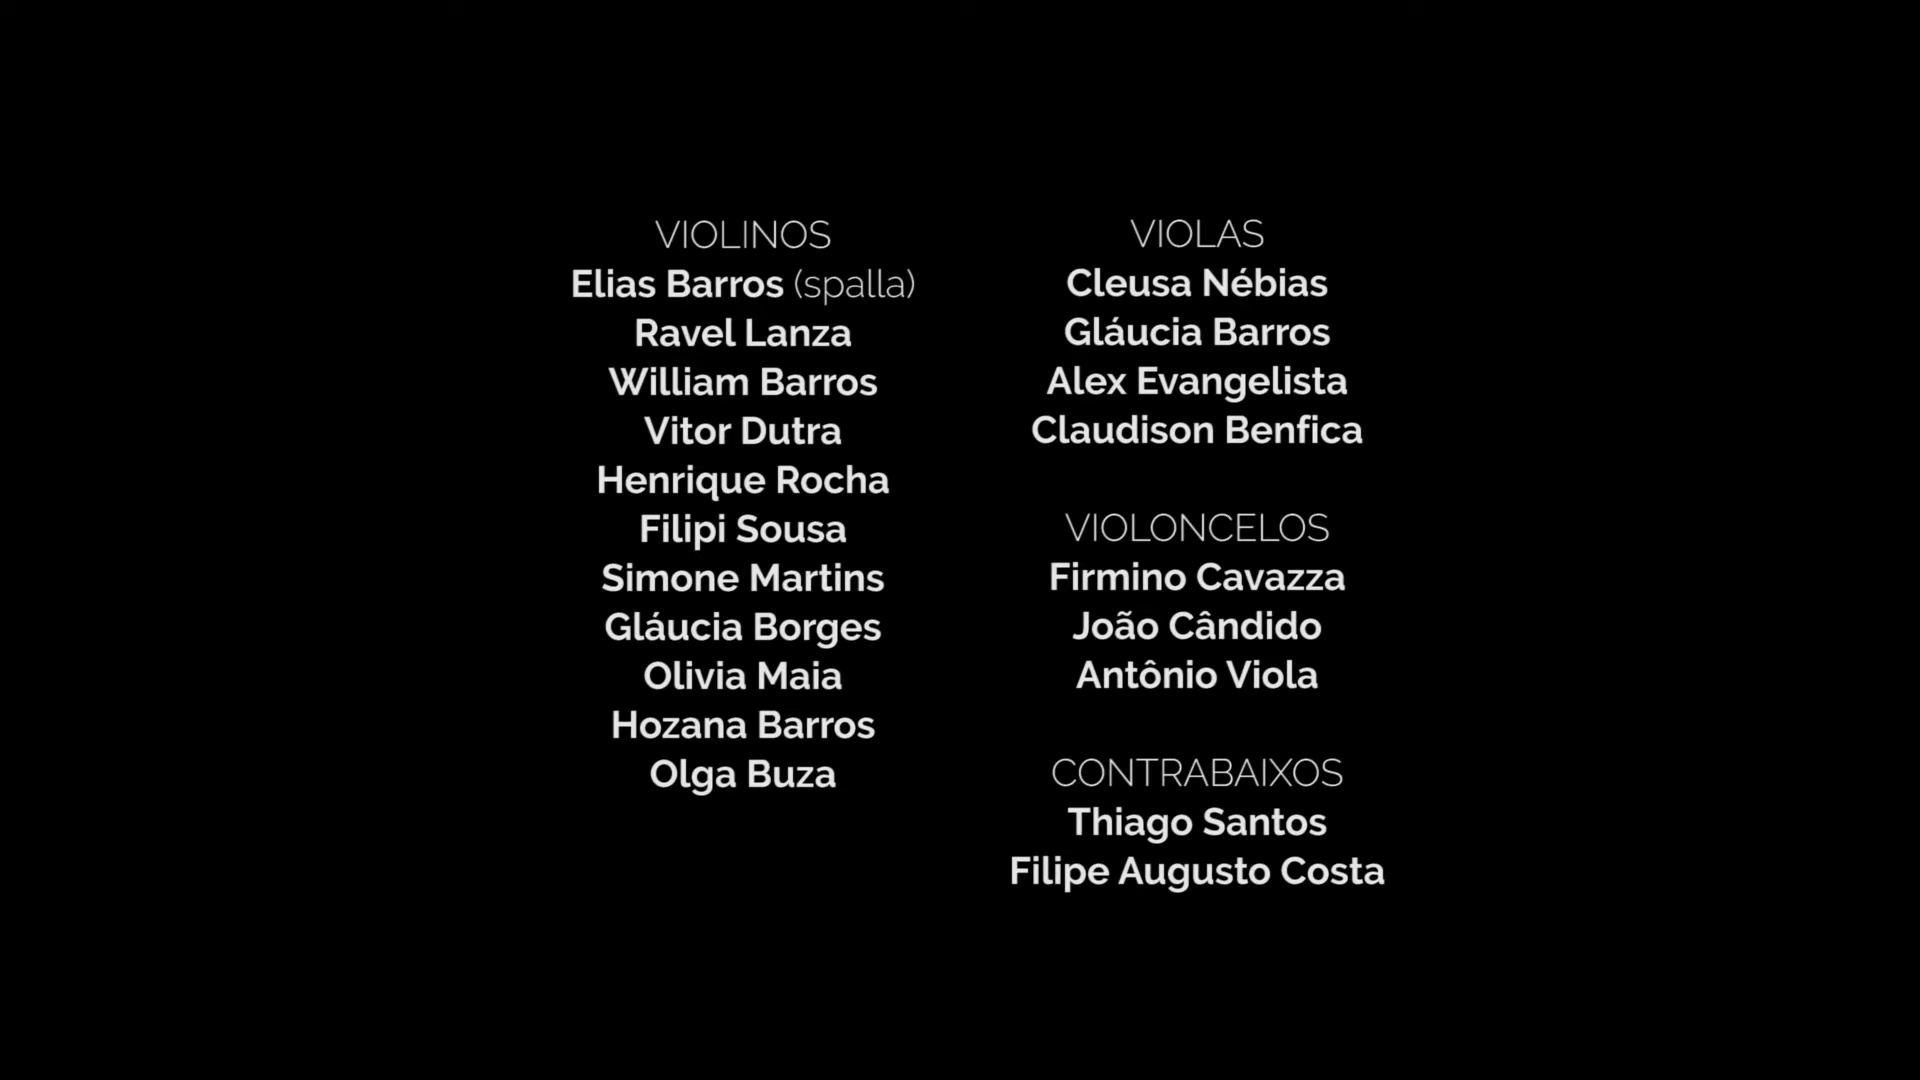 VIOLINOS
Elias Barros (spalla)
Ravel Lanza
William Barros
Vitor Dutra
Henrique Rocha
Filipi Sousa
Simone Martins
Gláucia Borges
Olivia Maia
Hozana Barros
Olga Buza
VIOLAS
Cleusa Nébias
Gláucia Barros
Alex Evangelista
Claudison Benfica
VIOLONCELOS
Firmino Cavazza
João Cândido
Antônio Viola
CONTRABAIXOS
Thiago Santos
Filipe Augusto Costa